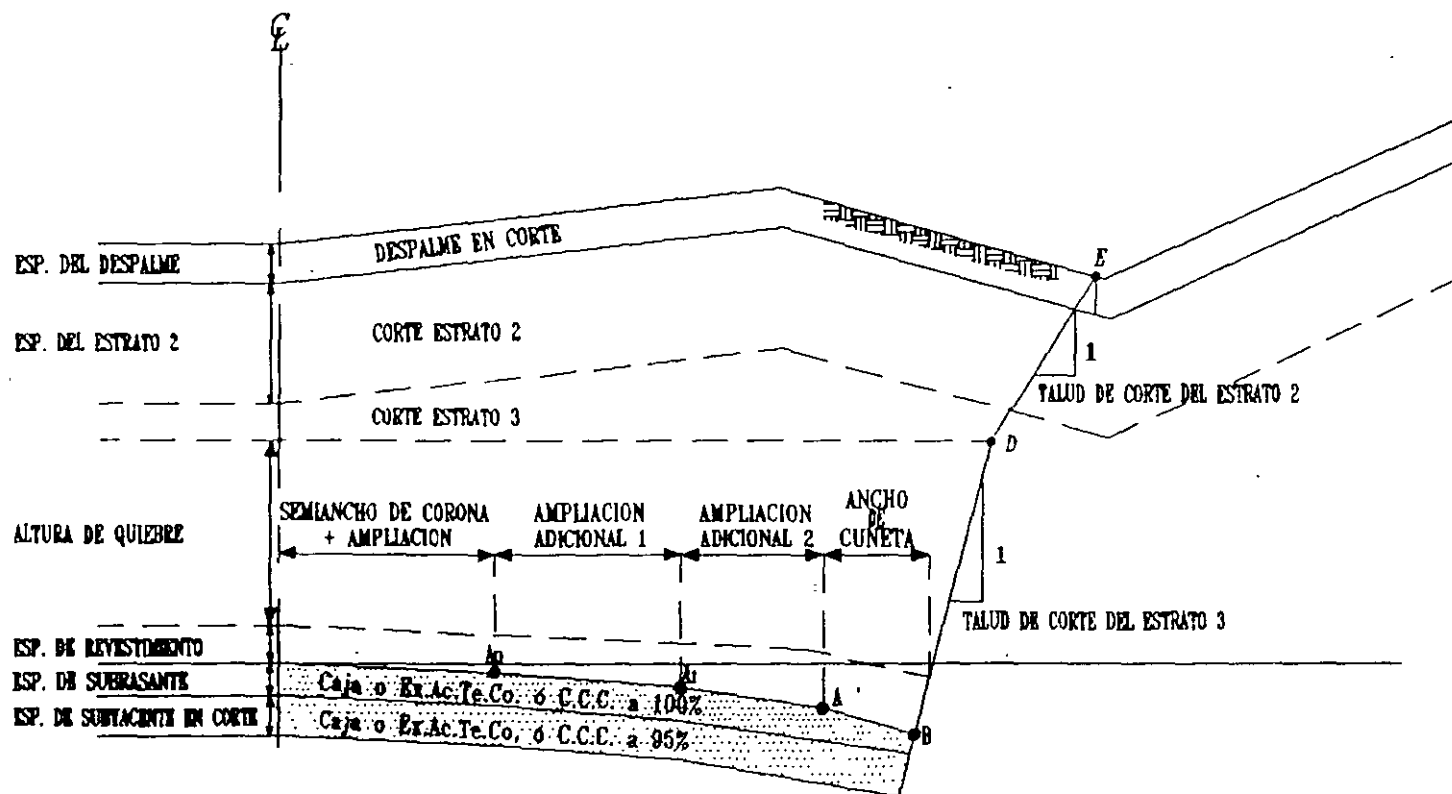 ℄
ESP. DEL DESPALME
DESPALME EN CORTE
E
ESP. DEL ESTRATO 2
CORTE ESTRATO 2
1
TALUD DE CORTE DEL ESTRATO 2
CORTE ESTRATO 3
D
ALTURA DE QUIEBRE
SEMIANCHO DE CORONA
+ AMPLIACION
AMPLIACION
ADICIONAL 1
AMPLIACION
ADICIONAL 2
ANCHO
DE
CUNETA
1
TALUD DE CORTE DEL ESTRATO 3
ESP. DE REVESTIMIENTO
A0
ESP. DE SUBRASANTE
A1
Caja o Ex.Ac.Te.Co. ó C.C.C. a 100%
A
ESP. DE SUBYACENTE EN CORTE
Caja o Ex.Ac.Te.Co. ó C.C.C. a 95%
B